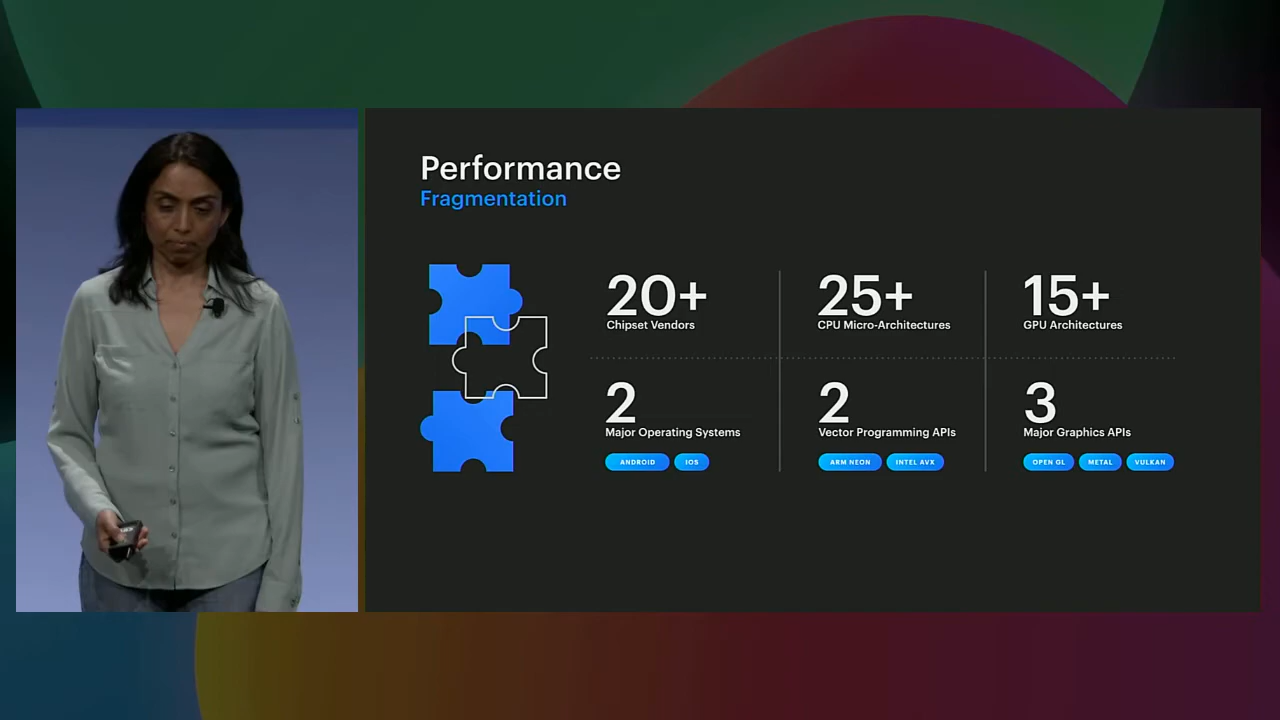 Performance
Fragmentation
20+
Chipset Vendors
25+
CPU Micro-Architectures
15+
GPU Architectures
2
Major Operating Systems
ANDROID
IOS
2
Vector Programming APIs
ARM NEON
INTEL AVX
3
Major Graphics APIs
OPEN GL
METAL
VULKAN